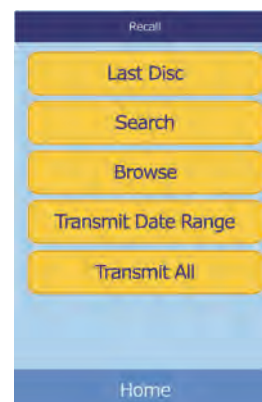 Recall
Last Disc
Search
Browse
Transmit Date Range
Transmit All
Home